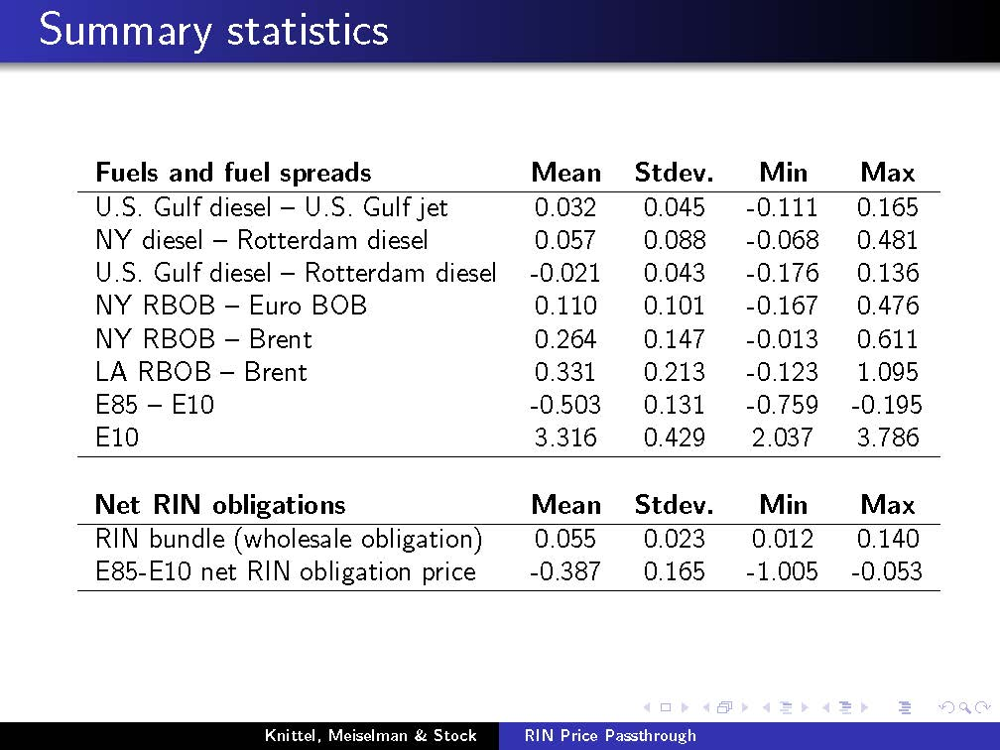 Summary statistics
Fuels and fuel spreads Mean Stdev. Min Max
U.S. Gulf diesel – U.S. Gulf jet 0.032 0.045 -0.111 0.165
NY diesel – Rotterdam diesel 0.057 0.088 -0.068 0.481
U.S. Gulf diesel – Rotterdam diesel -0.021 0.043 -0.176 0.136
NY RBOB – Euro BOB 0.110 0.101 -0.167 0.476
NY RBOB – Brent 0.264 0.147 -0.013 0.611
LA RBOB – Brent 0.331 0.213 -0.123 1.095
E85 – E10 -0.503 0.131 -0.759 -0.195
E10 3.316 0.429 2.037 3.786
Net RIN obligations Mean Stdev. Min Max
RIN bundle (wholesale obligation) 0.055 0.023 0.012 0.140
E85-E10 net RIN obligation price -0.387 0.165 -1.005 -0.053
Knittel, Meiselman & Stock RIN Price Passthrough